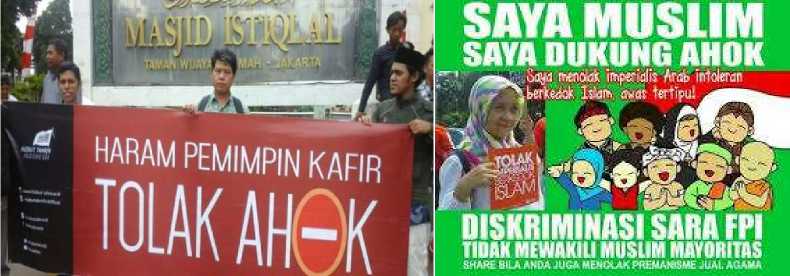 MASJID ISTIQLAL
TAMAN WIJAYA KUSUMAH - JAKARTA
HARAM PEMIMPIN KAFIR
TOLAK AHOK
SAYA MUSLIM
SAYA DUKUNG AHOK
Saya menolak imperialis Arab intoleran
berkedok Islam, awas tertipu!
TOLAK
ISLAM
DISKRIMINASI SARA FPI
TIDAK MEWAKILI MUSLIM MAYORITAS
SHARE BILA ANDA JUGA MENOLAK PREMANISME JUAL AGAMA